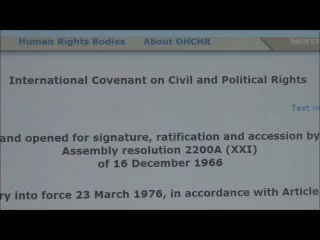 Human Rights Bodies About OHCHR Search
International Covenant on Civil and Political Rights
Text in
and opened for signature, ratification and accession by
Assembly resolution 2200A (XXI)
of 16 December 1966
ry into force 23 March 1976, in accordance with Article